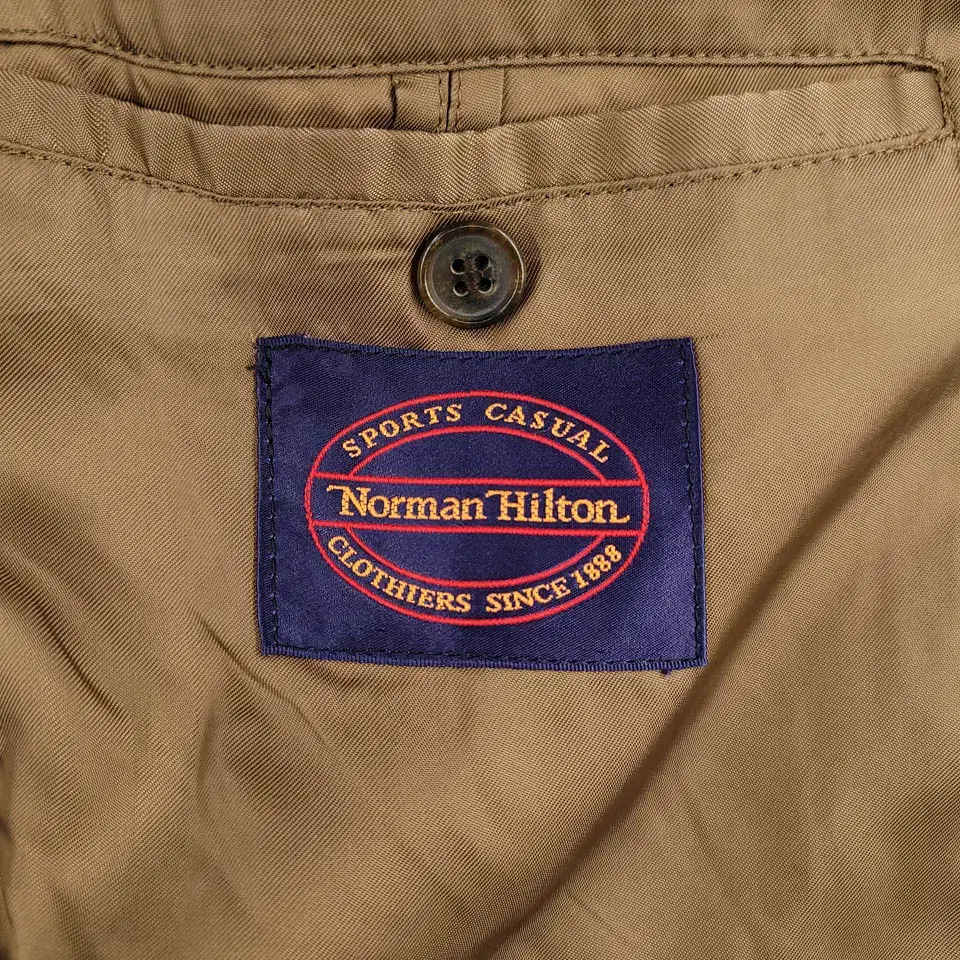 SPORTS CASUAL
Norman Hilton
CLOTHIERS SINCE 1888